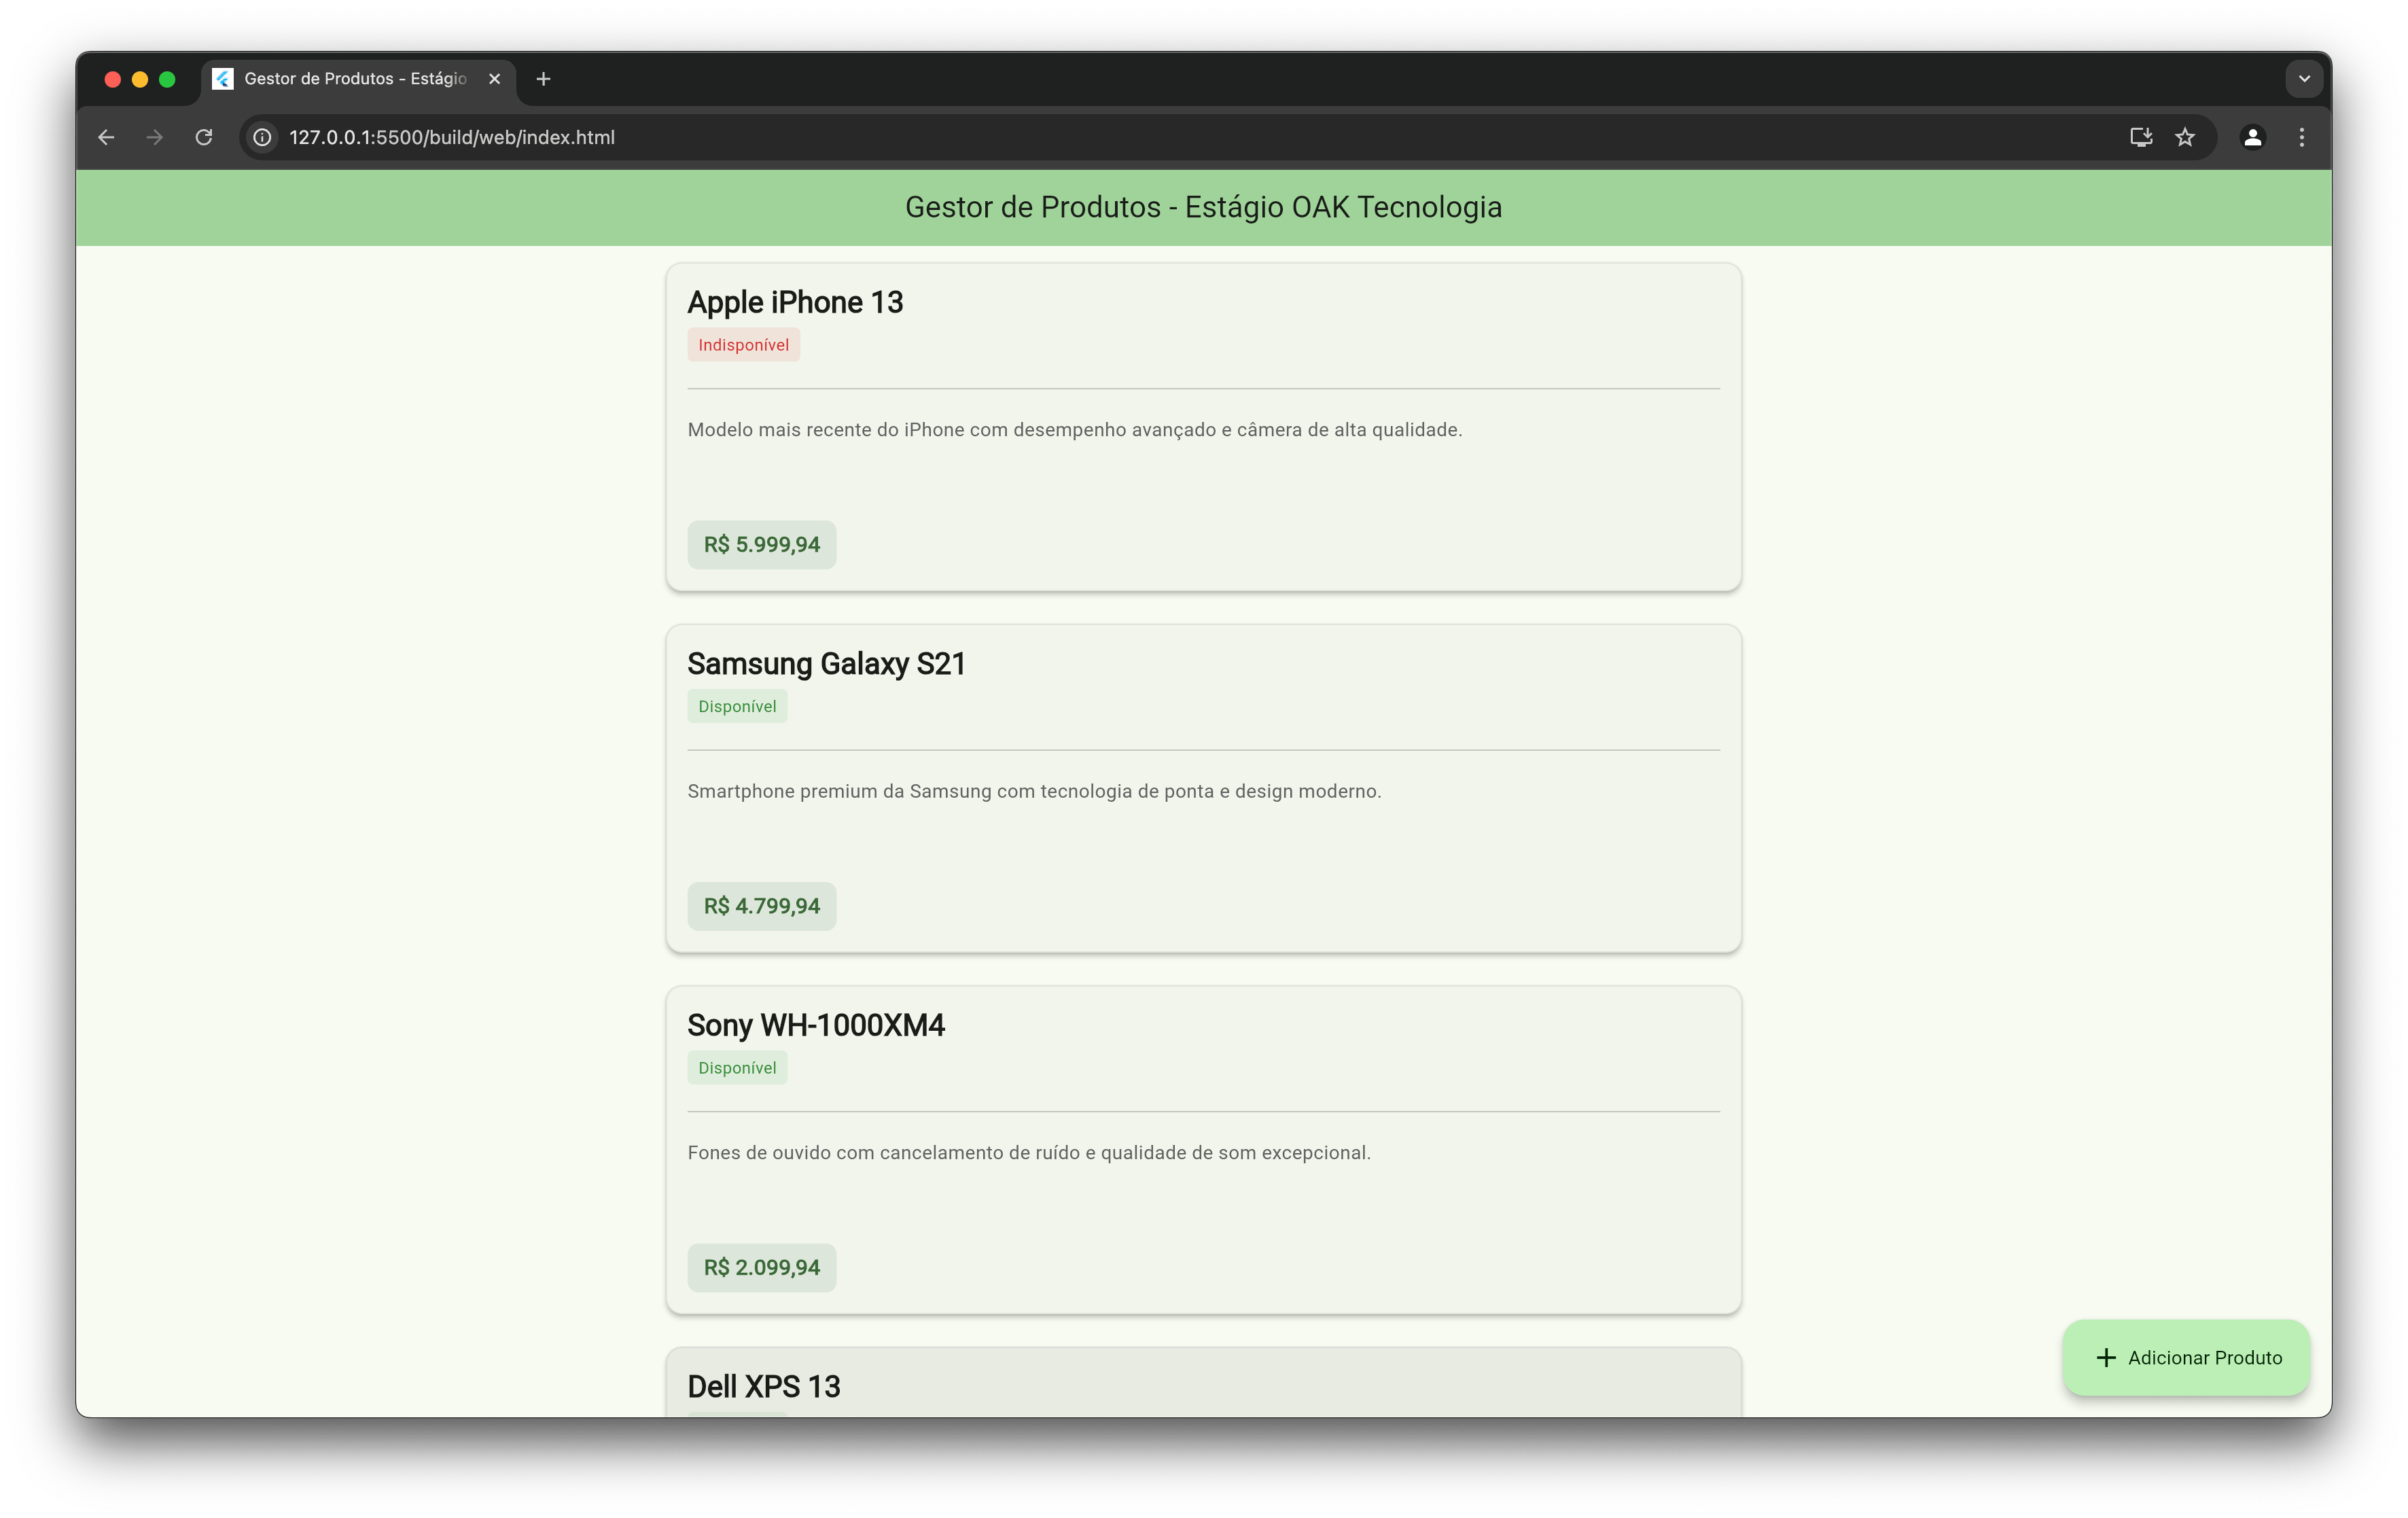 Gestor de Produtos - Estágio
127.0.0.1:5500/build/web/index.html
Gestor de Produtos - Estágio OAK Tecnologia
Apple iPhone 13
Indisponível
Modelo mais recente do iPhone com desempenho avançado e câmera de alta qualidade.
R$ 5.999,94
Samsung Galaxy S21
Disponível
Smartphone premium da Samsung com tecnologia de ponta e design moderno.
R$ 4.799,94
Sony WH-1000XM4
Disponível
Fones de ouvido com cancelamento de ruído e qualidade de som excepcional.
R$ 2.099,94
Dell XPS 13
Adicionar Produto